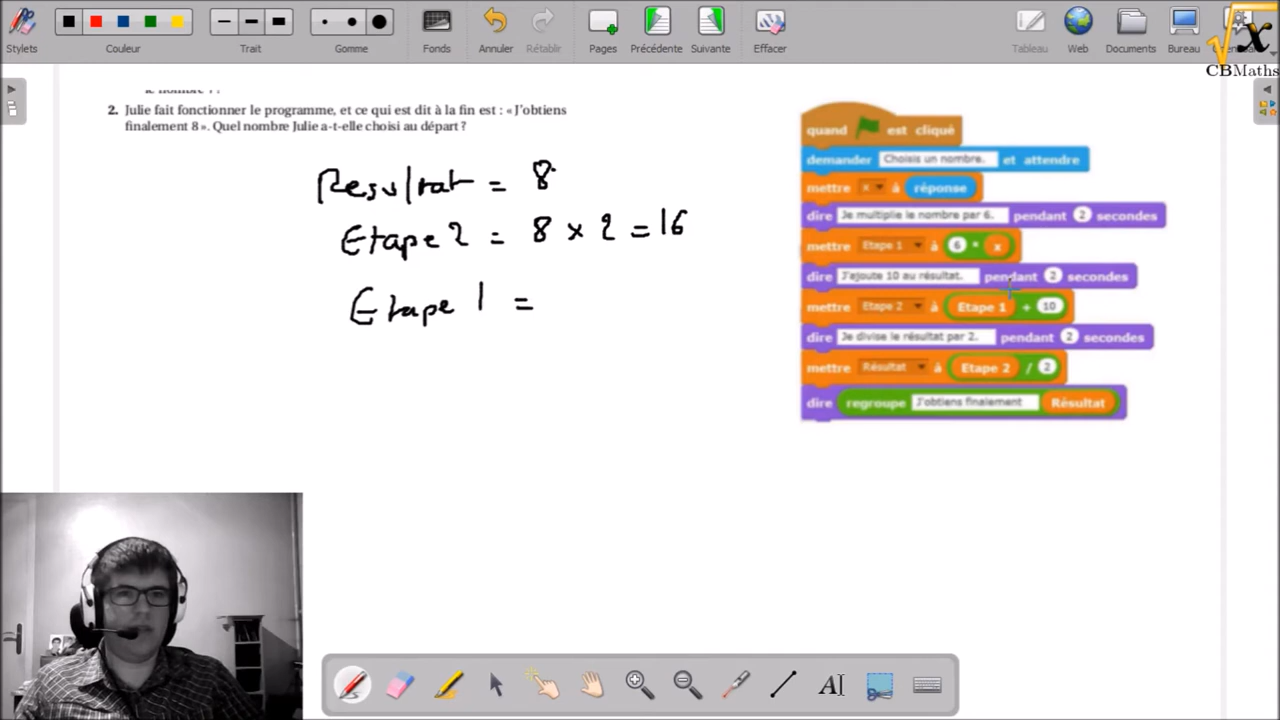 Stylets Couleur Trait Gomme Fonds Annuler Rétablir Pages Précédente Suivante Effacer Tableau Web Documents Bureau
CBMaths
2. Julie fait fonctionner le programme, et ce qui est dit à la fin est : « J'obtiens
finalement 8 ». Quel nombre Julie a-t-elle choisi au départ ?
Resultat = 8
Etape 2 = 8 × 2 = 16
Etape 1 =
quand est cliqué
demander Choisis un nombre. et attendre
mettre x à réponse
dire Je multiplie le nombre par 6. pendant 2 secondes
mettre Etape 1 à 6 * x
dire J'ajoute 10 au résultat. pendant 2 secondes
mettre Etape 2 à Etape 1 + 10
dire Je divise le résultat par 2. pendant 2 secondes
mettre Résultat à Etape 2 / 2
dire regroupe J'obtiens finalement Résultat
AI